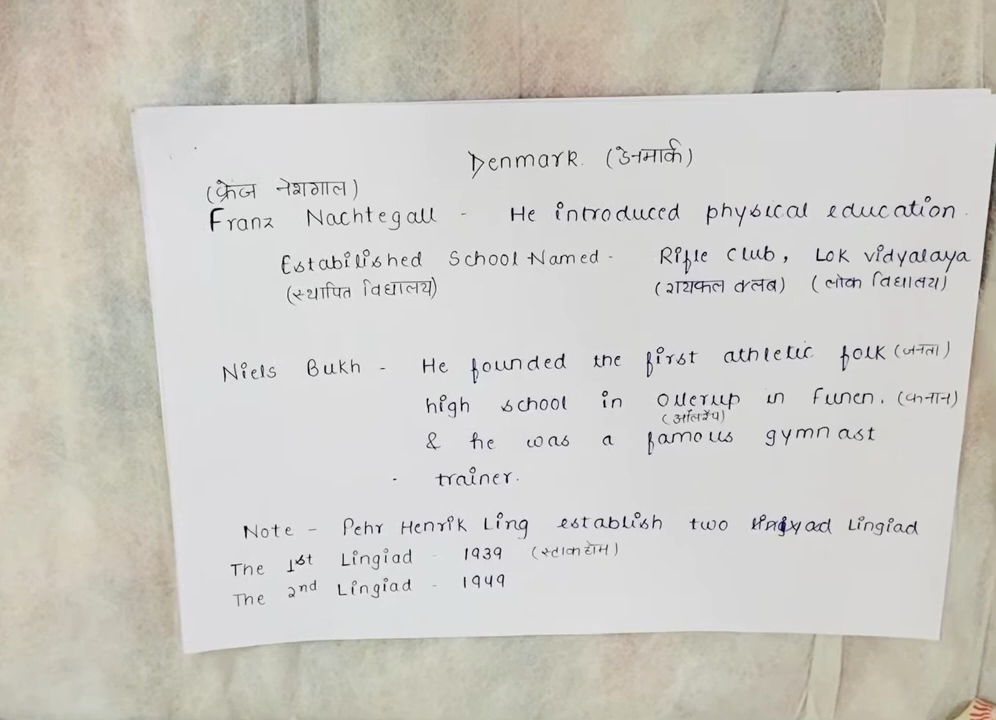 Denmark. (डेनमार्क)
(फ्रेंज नेशगाल)
Franz Nachtegall - He introduced physical education.
Established School Named - Rifle Club, Lok vidyalaya
(स्थापित विद्यालय) (रायफल क्लब) (लोक विद्यालय)
Niels Bukh - He founded the first athletic folk (जनता)
high school in ollerup in Funen. (फनान)
(ऑलरूप)
& he was a famous gymnast
trainer.
Note - Pehr Henrik Ling establish two Lingiad
The 1st Lingiad - 1939 (स्टाकहोम)
The 2nd Lingiad - 1949